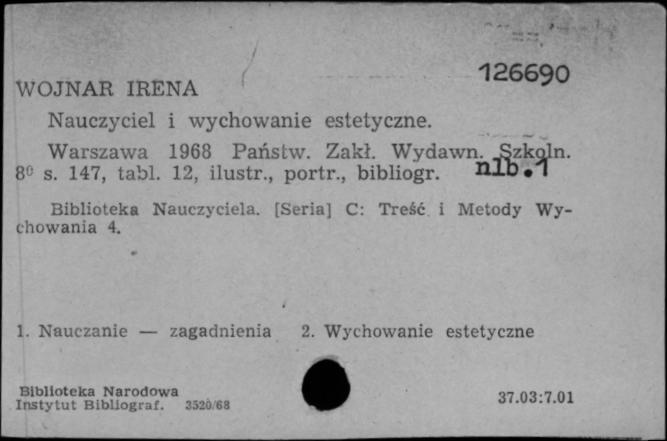 126690
WOJNAR IRENA
Nauczyciel i wychowanie estetyczne.
Warszawa 1968 Państw. Zakł. Wydawn. Szkoln.
8⁰ s. 147, tabl. 12, ilustr., portr., bibliogr. nlb.1
Biblioteka Nauczyciela. [Seria] C: Treść i Metody Wy-
chowania 4.
1. Nauczanie — zagadnienia 2. Wychowanie estetyczne
Biblioteka Narodowa
Instytut Bibliograf. 3520/68
37.03:7.01